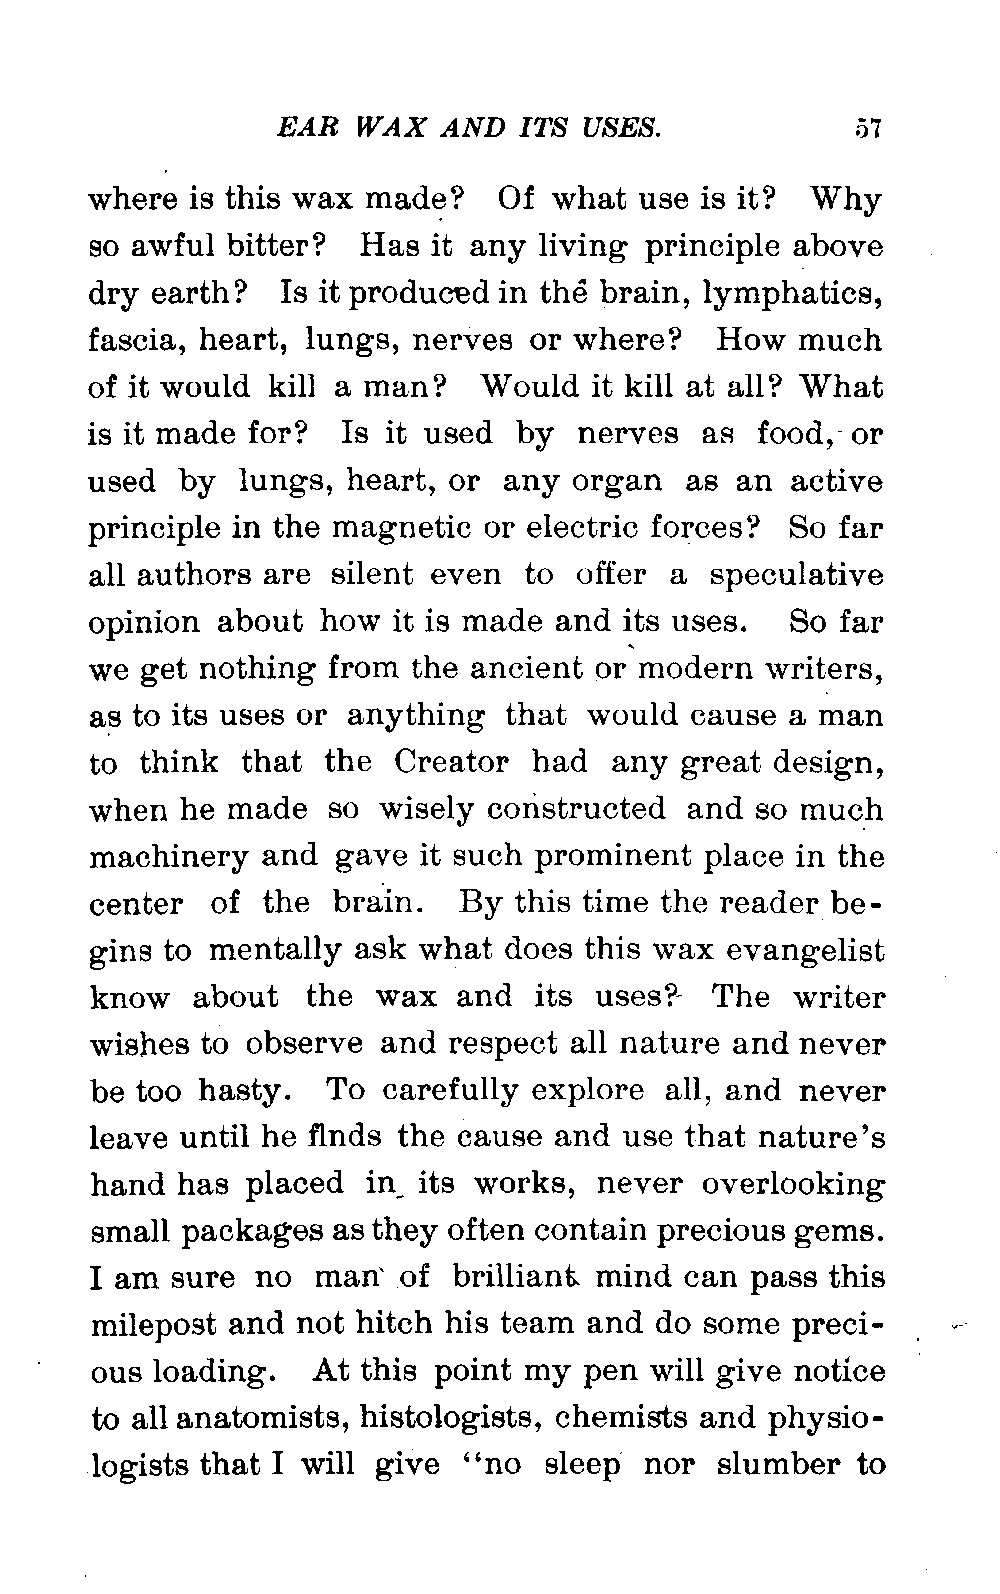 EAR WAX AND ITS USES. 57
where is this wax made? Of what use is it? Why
so awful bitter? Has it any living principle above
dry earth? Is it produced in the brain, lymphatics,
fascia, heart, lungs, nerves or where? How much
of it would kill a man? Would it kill at all? What
is it made for? Is it used by nerves as food, or
used by lungs, heart, or any organ as an active
principle in the magnetic or electric forces? So far
all authors are silent even to offer a speculative
opinion about how it is made and its uses. So far
we get nothing from the ancient or modern writers,
as to its uses or anything that would cause a man
to think that the Creator had any great design,
when he made so wisely constructed and so much
machinery and gave it such prominent place in the
center of the brain. By this time the reader be-
gins to mentally ask what does this wax evangelist
know about the wax and its uses? The writer
wishes to observe and respect all nature and never
be too hasty. To carefully explore all, and never
leave until he finds the cause and use that nature's
hand has placed in its works, never overlooking
small packages as they often contain precious gems.
I am sure no man of brilliant mind can pass this
milepost and not hitch his team and do some preci-
ous loading. At this point my pen will give notice
to all anatomists, histologists, chemists and physio-
logists that I will give "no sleep nor slumber to